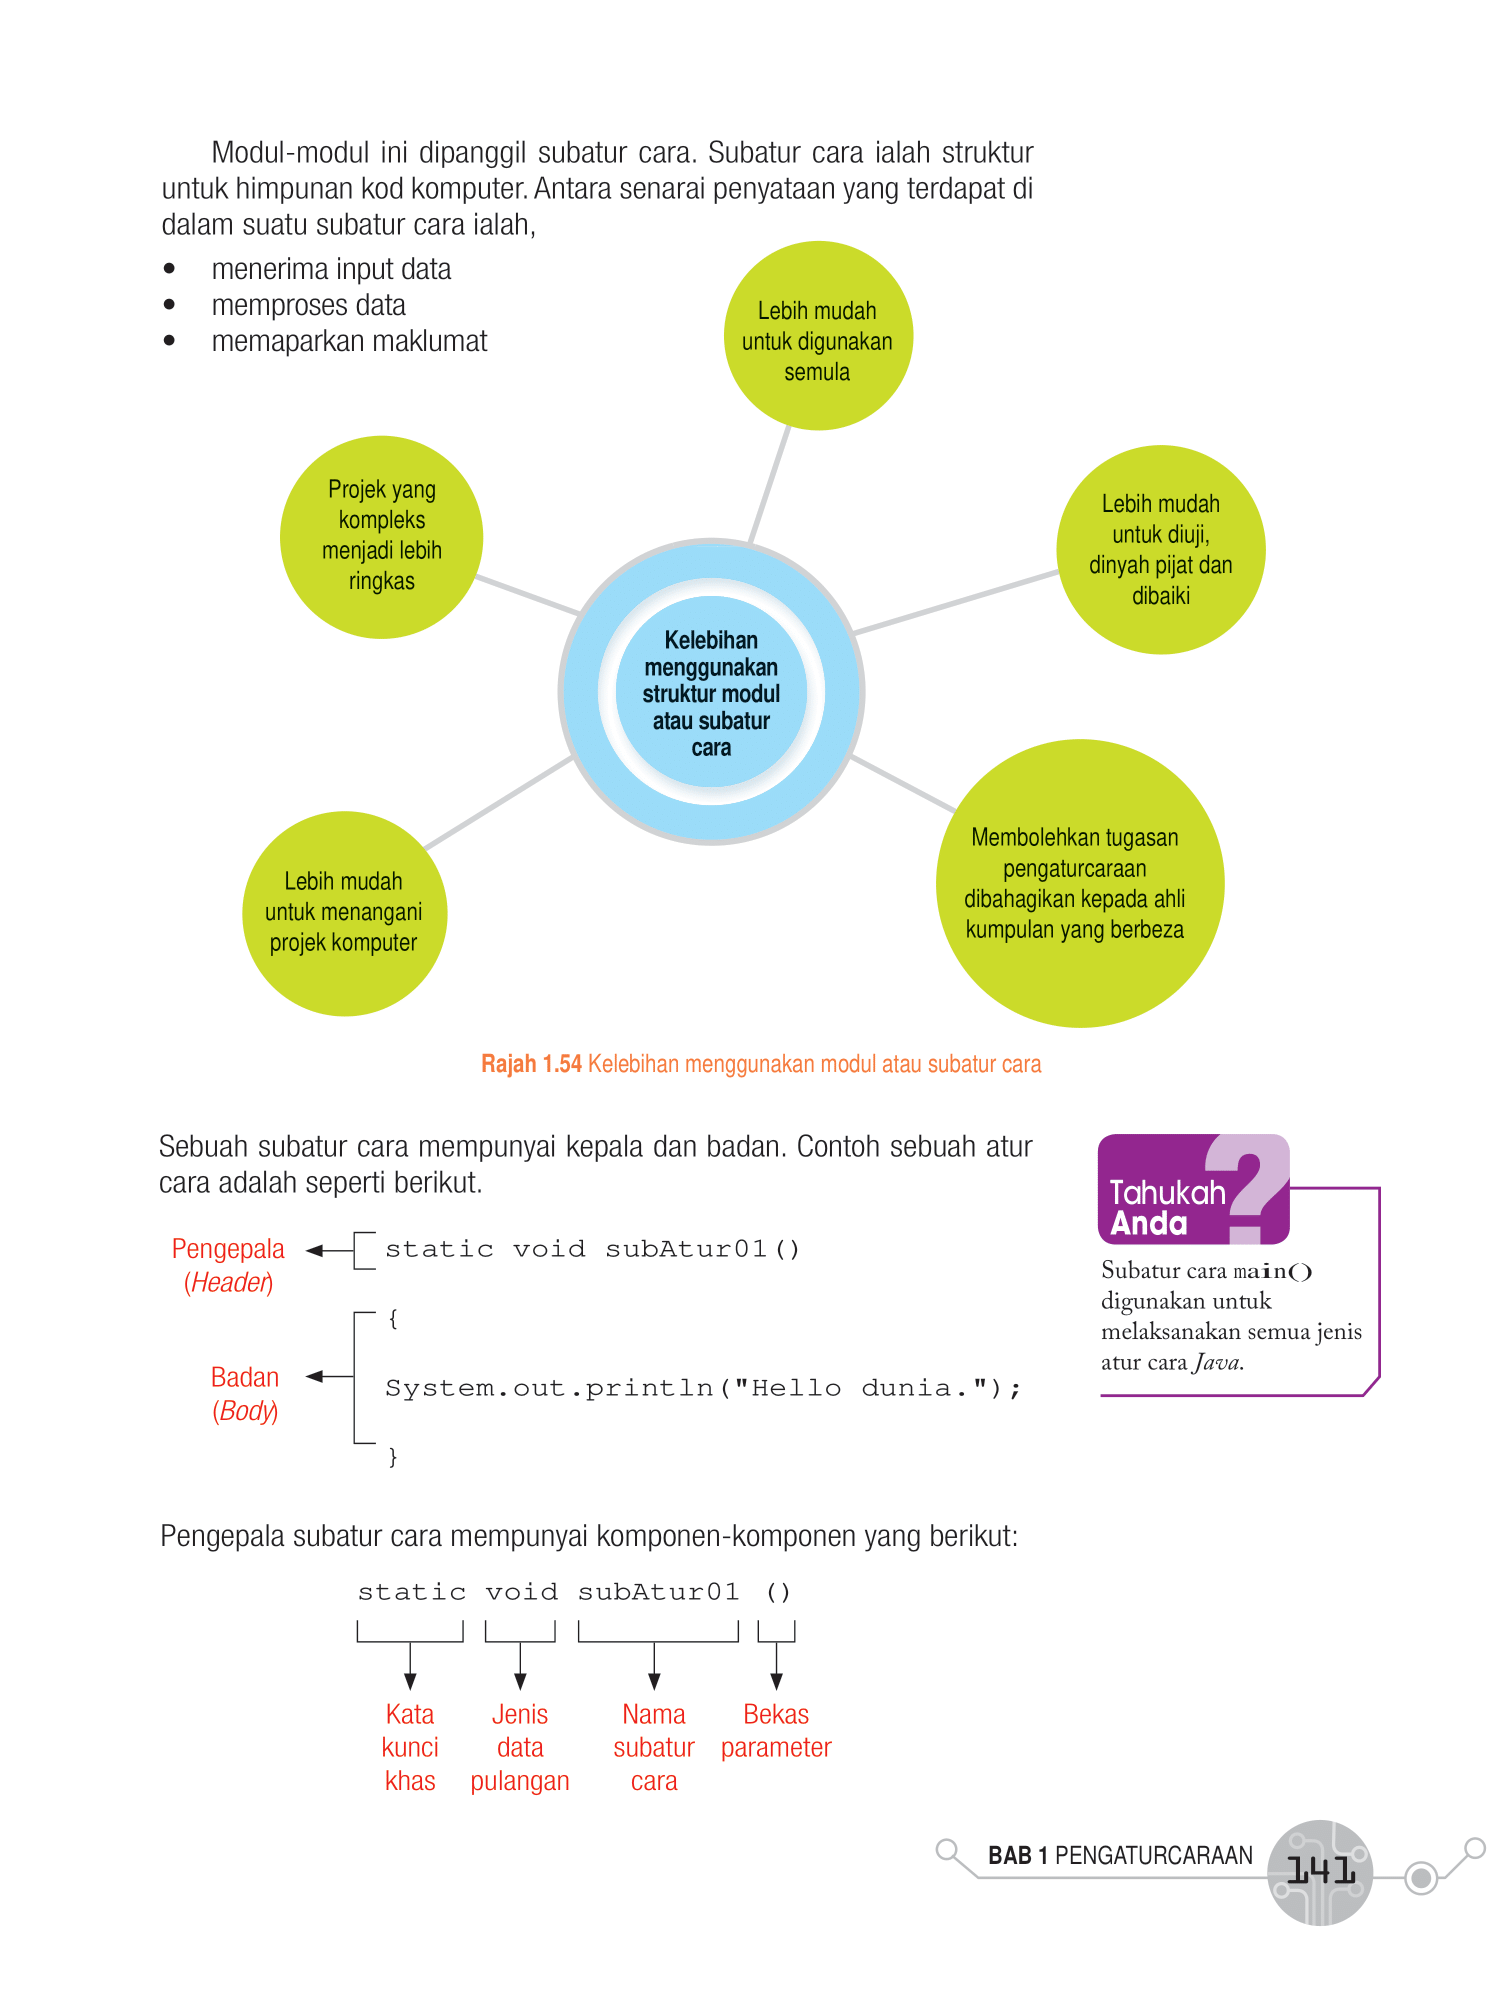 Modul-modul ini dipanggil subatur cara. Subatur cara ialah struktur
untuk himpunan kod komputer. Antara senarai penyataan yang terdapat di
dalam suatu subatur cara ialah,
• menerima input data
• memproses data
• memaparkan maklumat
Lebih mudah
untuk digunakan
semula
Projek yang
kompleks
menjadi lebih
ringkas
Lebih mudah
untuk diuji,
dinyah pijat dan
dibaiki
Kelebihan
menggunakan
struktur modul
atau subatur
cara
Lebih mudah
untuk menangani
projek komputer
Membolehkan tugasan
pengaturcaraan
dibahagikan kepada ahli
kumpulan yang berbeza
Rajah 1.54 Kelebihan menggunakan modul atau subatur cara
Sebuah subatur cara mempunyai kepala dan badan. Contoh sebuah atur
cara adalah seperti berikut.
Pengepala
(Header)
static void subAtur01()
{
Badan
(Body)
System.out.println("Hello dunia.");
}
Tahukah
Anda
?
Subatur cara main()
digunakan untuk
melaksanakan semua jenis
atur cara Java.
Pengepala subatur cara mempunyai komponen-komponen yang berikut:
static void subAtur01 ()
Kata
kunci
khas
Jenis
data
pulangan
Nama
subatur
cara
Bekas
parameter
BAB 1 PENGATURCARAAN
141